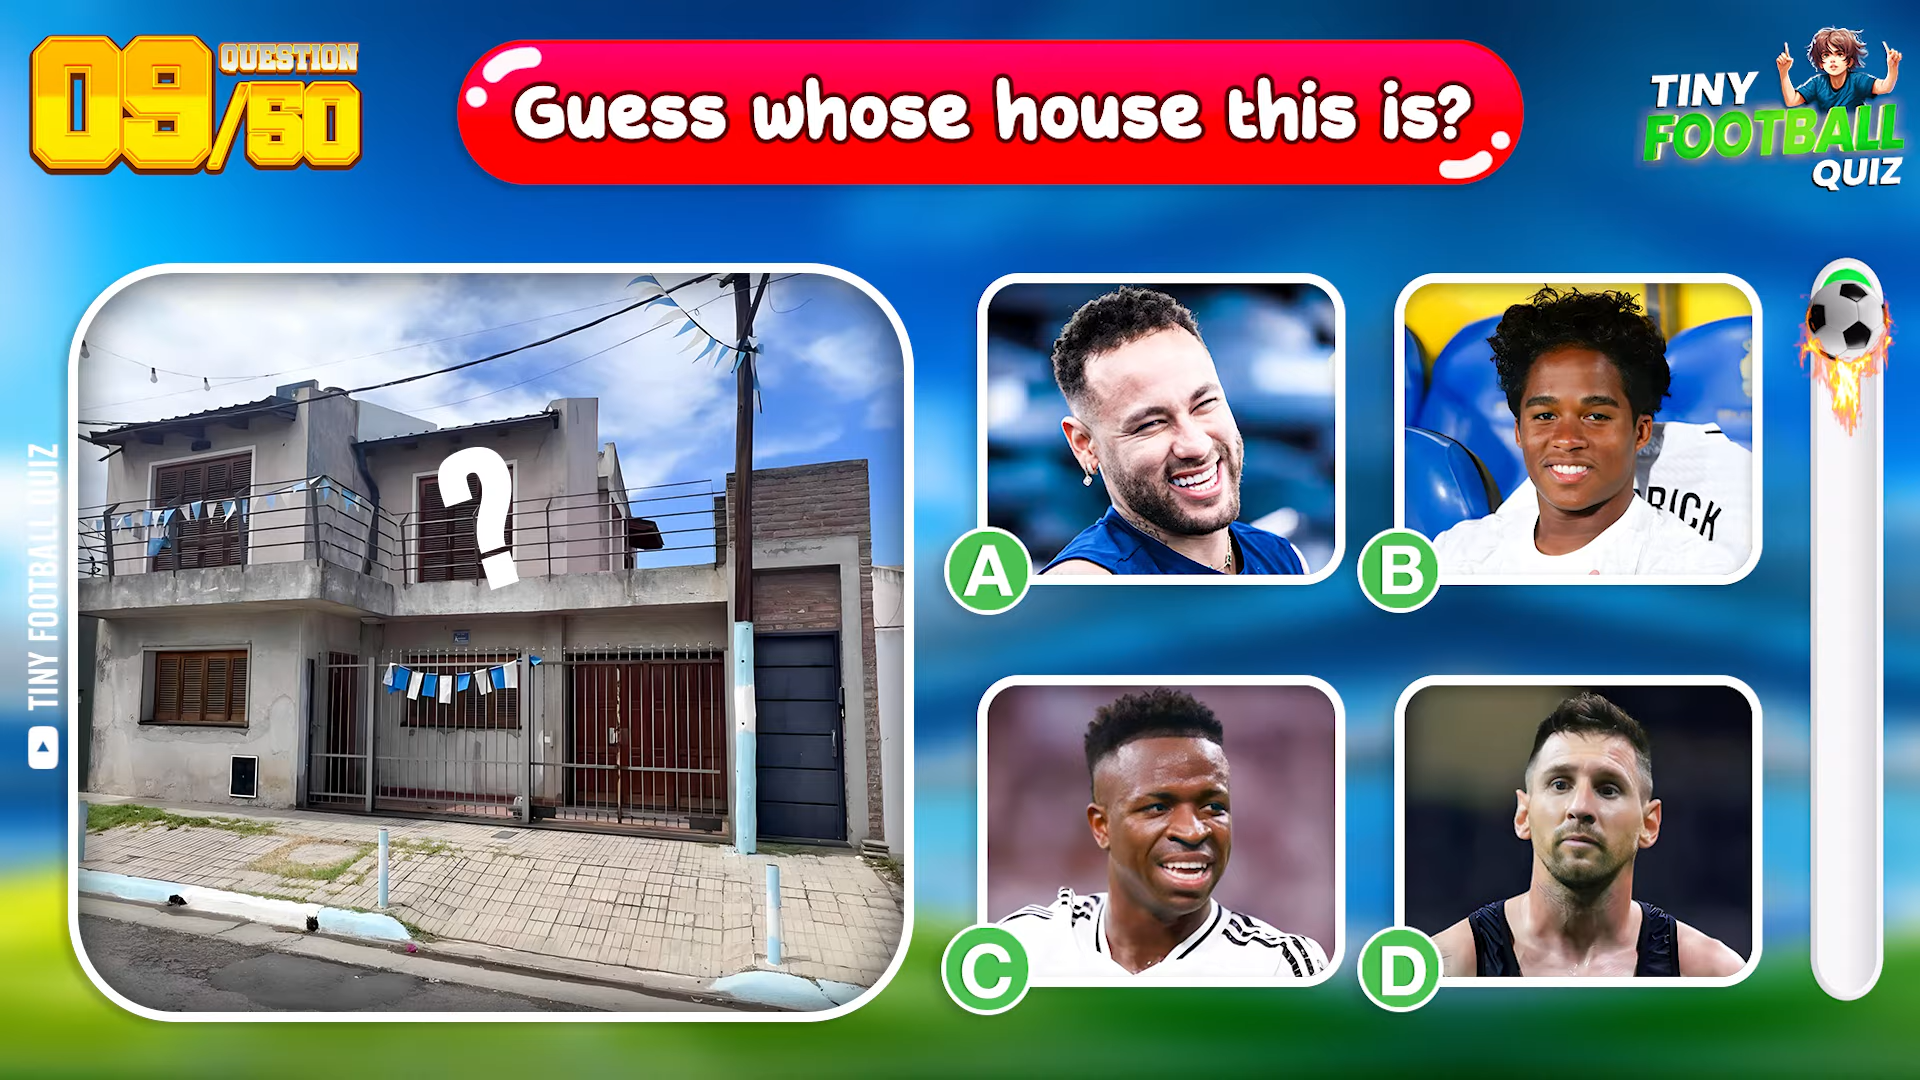 09/50
QUESTION
Guess whose house this is?
TINY
FOOTBALL
QUIZ
?
TINY FOOTBALL QUIZ
A
B
RICK
C
D